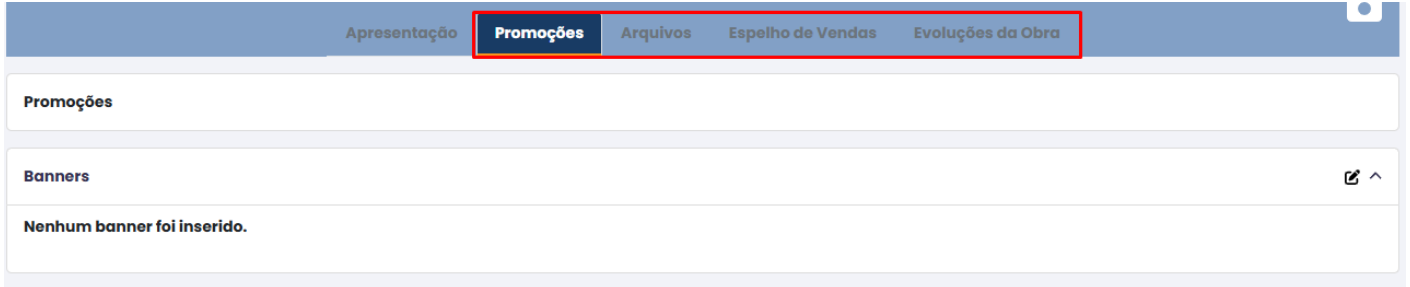 Apresentação Promoções Arquivos Espelho de Vendas Evoluções da Obra
Promoções
Banners
Nenhum banner foi inserido.